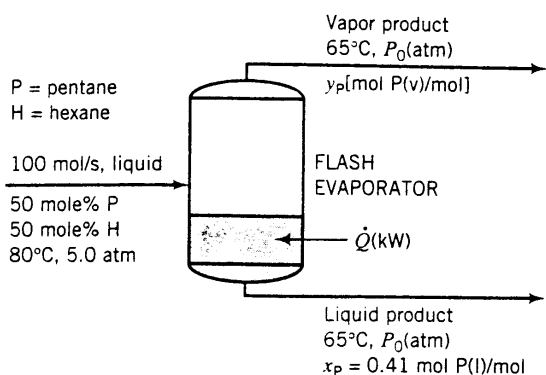 Vapor product
65°C, P₀(atm)
yₚ[mol P(v)/mol]
P = pentane
H = hexane
100 mol/s, liquid
50 mole% P
50 mole% H
80°C, 5.0 atm
FLASH
EVAPORATOR
Q̇(kW)
Liquid product
65°C, P₀(atm)
xₚ = 0.41 mol P(l)/mol